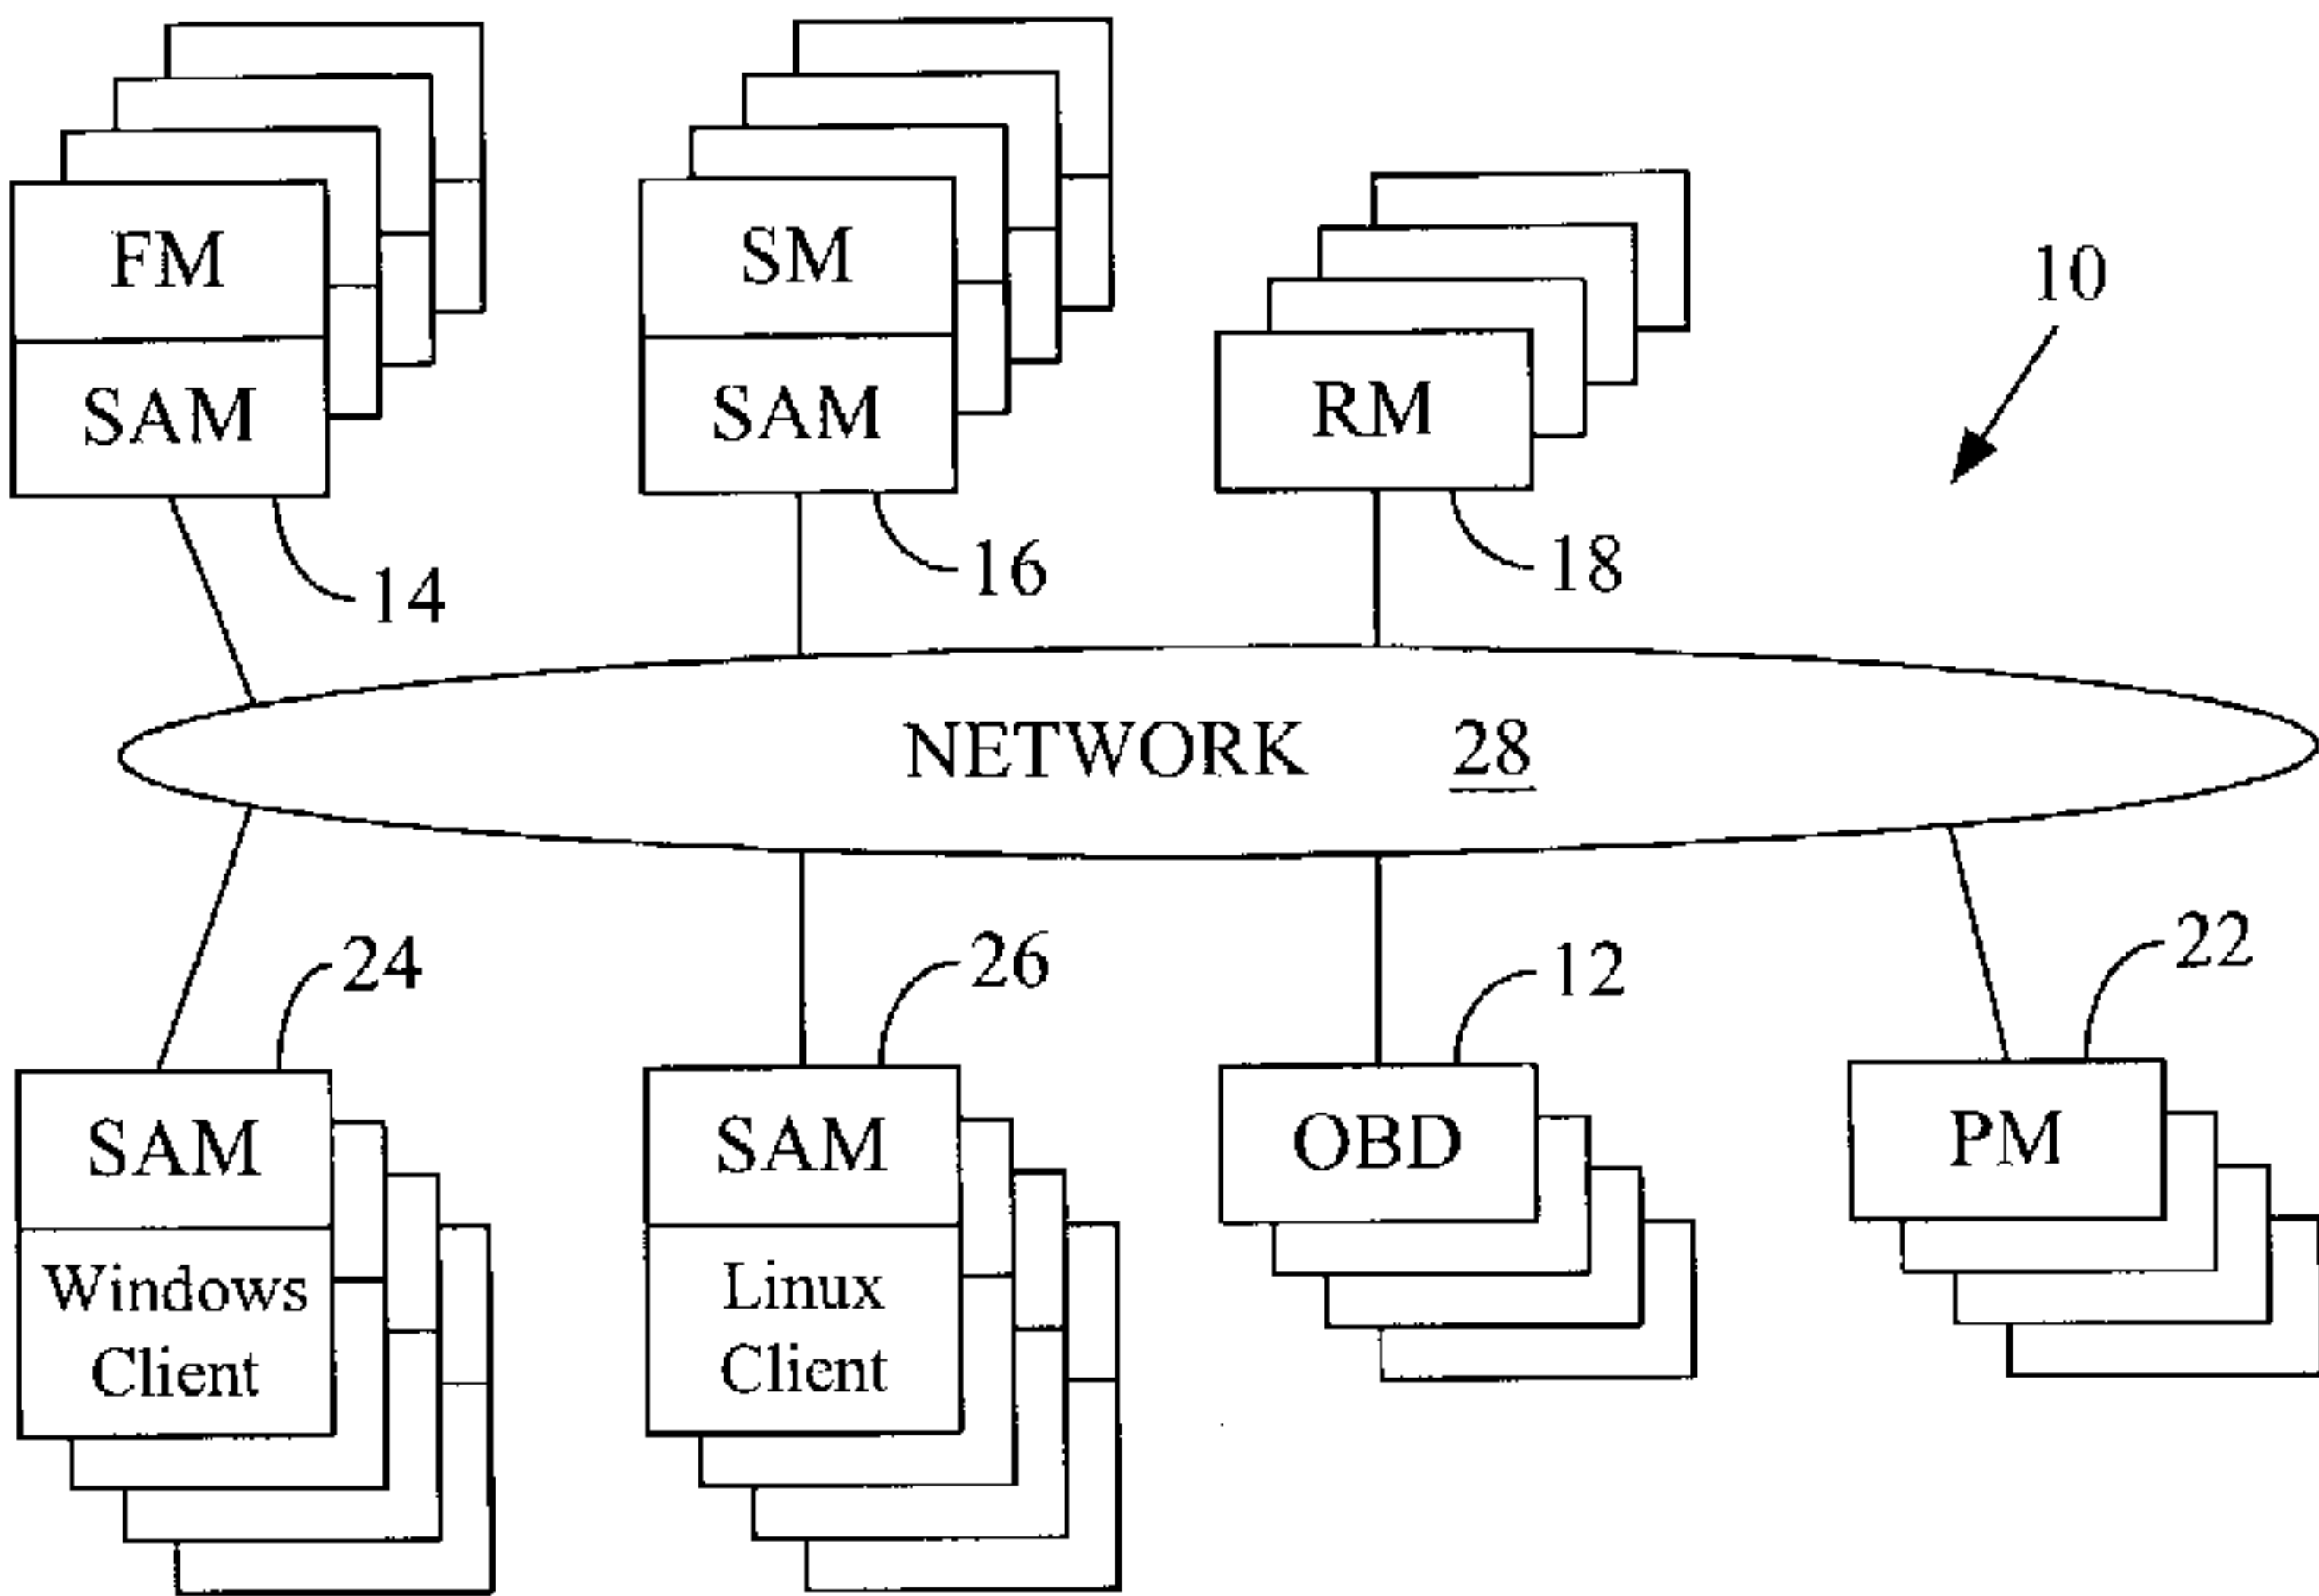 FM
SAM
14
SM
SAM
16
RM
18
10
NETWORK 28
24
SAM
Windows
Client
26
SAM
Linux
Client
12
OBD
22
PM